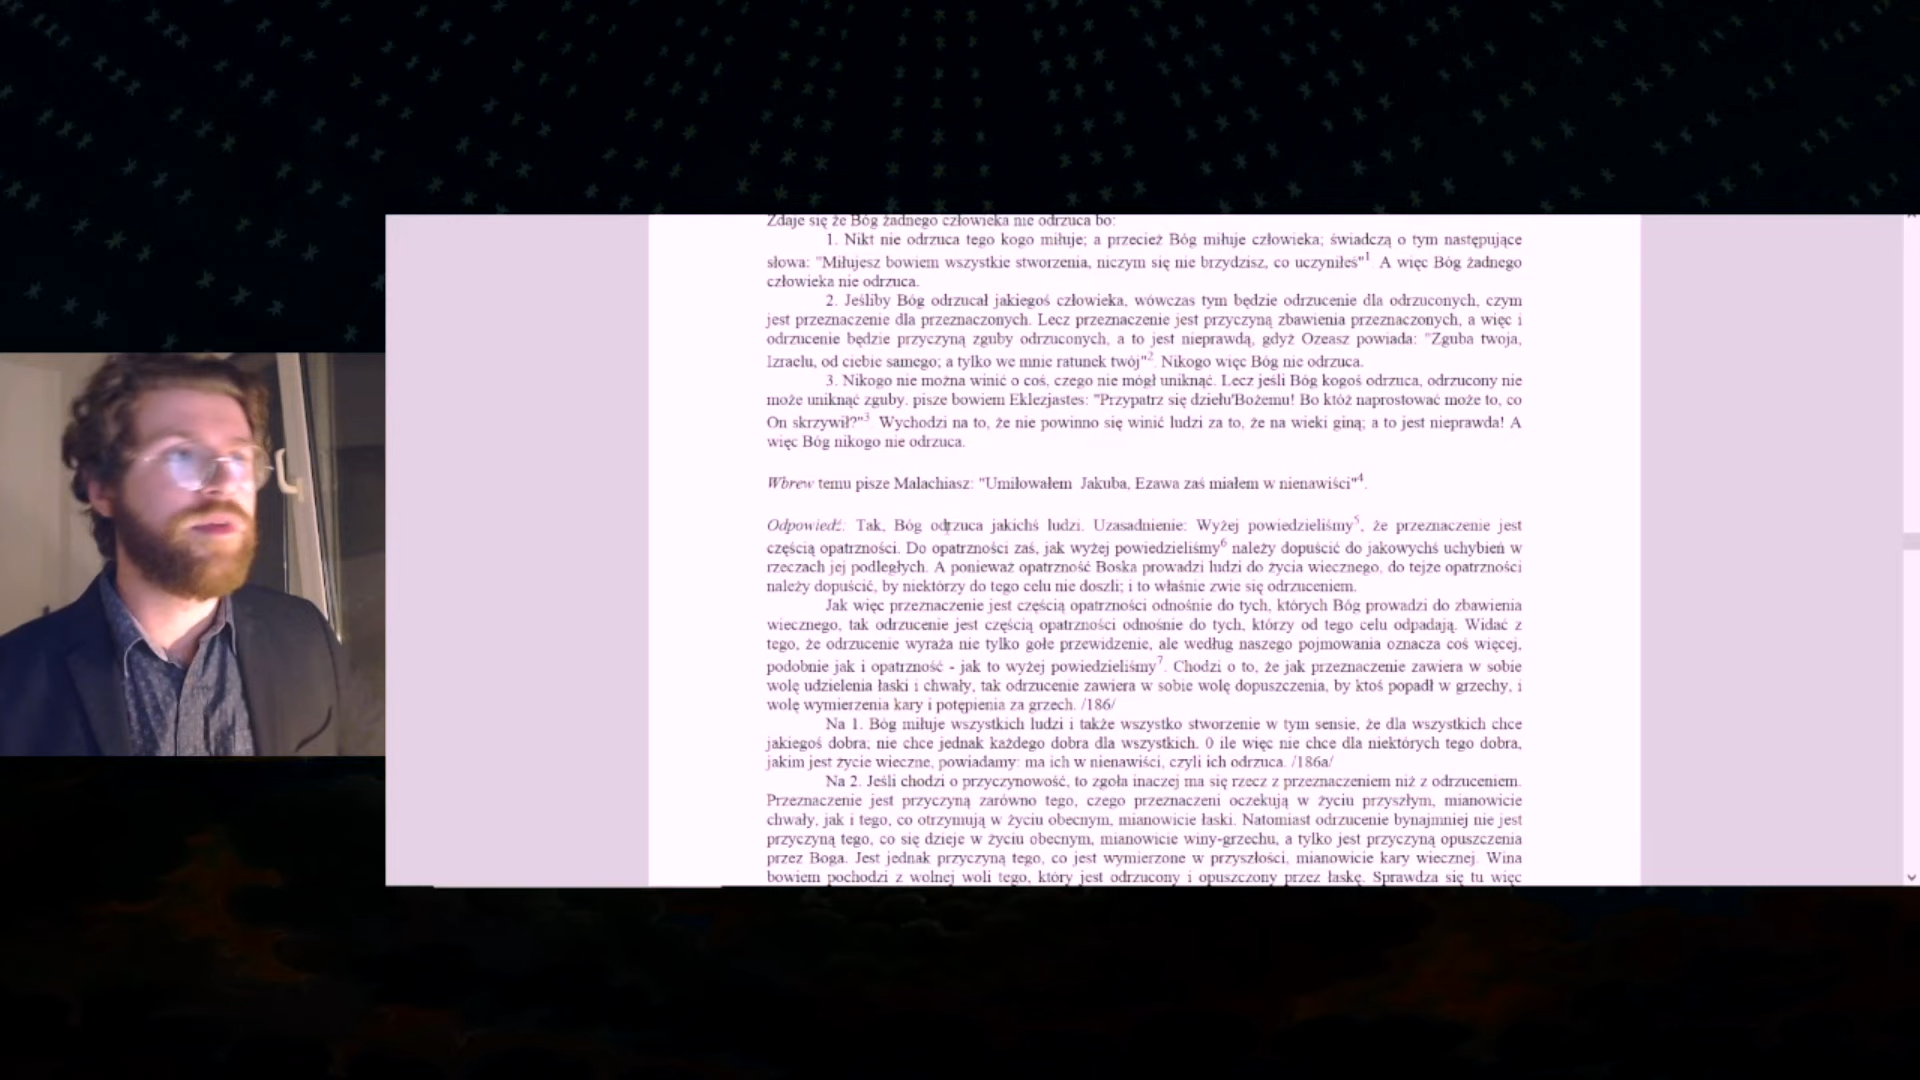 Zdaje się że Bóg żadnego człowieka nie odrzuca bo:
1. Nikt nie odrzuca tego kogo miłuje; a przecież Bóg miłuje człowieka; świadczą o tym następujące
słowa: "Miłujesz bowiem wszystkie stworzenia, niczym się nie brzydzisz, co uczyniłeś"1 A więc Bóg żadnego
człowieka nie odrzuca.
2. Jeśliby Bóg odrzucał jakiegoś człowieka, wówczas tym będzie odrzucenie dla odrzuconych, czym
jest przeznaczenie dla przeznaczonych. Lecz przeznaczenie jest przyczyną zbawienia przeznaczonych, a więc i
odrzucenie będzie przyczyną zguby odrzuconych, a to jest nieprawdą, gdyż Ozeasz powiada: "Zguba twoja,
Izraelu, od ciebie samego; a tylko we mnie ratunek twój"2. Nikogo więc Bóg nie odrzuca.
3. Nikogo nie można winić o coś, czego nie mógł uniknąć. Lecz jeśli Bóg kogoś odrzuca, odrzucony nie
może uniknąć zguby. pisze bowiem Eklezjastes: "Przypatrz się dziełu'Bożemu! Bo któż naprostować może to, co
On skrzywił?"3 Wychodzi na to, że nie powinno się winić ludzi za to, że na wieki giną; a to jest nieprawda! A
więc Bóg nikogo nie odrzuca.
Wbrew temu pisze Malachiasz: "Umiłowałem Jakuba, Ezawa zaś miałem w nienawiści"4.
Odpowiedź: Tak, Bóg odrzuca jakichś ludzi. Uzasadnienie: Wyżej powiedzieliśmy5, że przeznaczenie jest
częścią opatrzności. Do opatrzności zaś, jak wyżej powiedzieliśmy6 należy dopuścić do jakowychś uchybień w
rzeczach jej podległych. A ponieważ opatrzność Boska prowadzi ludzi do życia wiecznego, do tejże opatrzności
należy dopuścić, by niektórzy do tego celu nie doszli; i to właśnie zwie się odrzuceniem.
Jak więc przeznaczenie jest częścią opatrzności odnośnie do tych, których Bóg prowadzi do zbawienia
wiecznego, tak odrzucenie jest częścią opatrzności odnośnie do tych, którzy od tego celu odpadają. Widać z
tego, że odrzucenie wyraża nie tylko gołe przewidzenie, ale według naszego pojmowania oznacza coś więcej,
podobnie jak i opatrzność - jak to wyżej powiedzieliśmy7. Chodzi o to, że jak przeznaczenie zawiera w sobie
wolę udzielenia łaski i chwały, tak odrzucenie zawiera w sobie wolę dopuszczenia, by ktoś popadł w grzechy, i
wolę wymierzenia kary i potępienia za grzech. /186/
Na 1. Bóg miłuje wszystkich ludzi i także wszystko stworzenie w tym sensie, że dla wszystkich chce
jakiegoś dobra; nie chce jednak każdego dobra dla wszystkich. 0 ile więc nie chce dla niektórych tego dobra,
jakim jest życie wieczne, powiadamy: ma ich w nienawiści, czyli ich odrzuca. /186a/
Na 2. Jeśli chodzi o przyczynowość, to zgoła inaczej ma się rzecz z przeznaczeniem niż z odrzuceniem.
Przeznaczenie jest przyczyną zarówno tego, czego przeznaczeni oczekują w życiu przyszłym, mianowicie
chwały, jak i tego, co otrzymują w życiu obecnym, mianowicie łaski. Natomiast odrzucenie bynajmniej nie jest
przyczyną tego, co się dzieje w życiu obecnym, mianowicie winy-grzechu, a tylko jest przyczyną opuszczenia
przez Boga. Jest jednak przyczyną tego, co jest wymierzone w przyszłości, mianowicie kary wiecznej. Wina
bowiem pochodzi z wolnej woli tego, który jest odrzucony i opuszczony przez łaskę. Sprawdza się tu więc